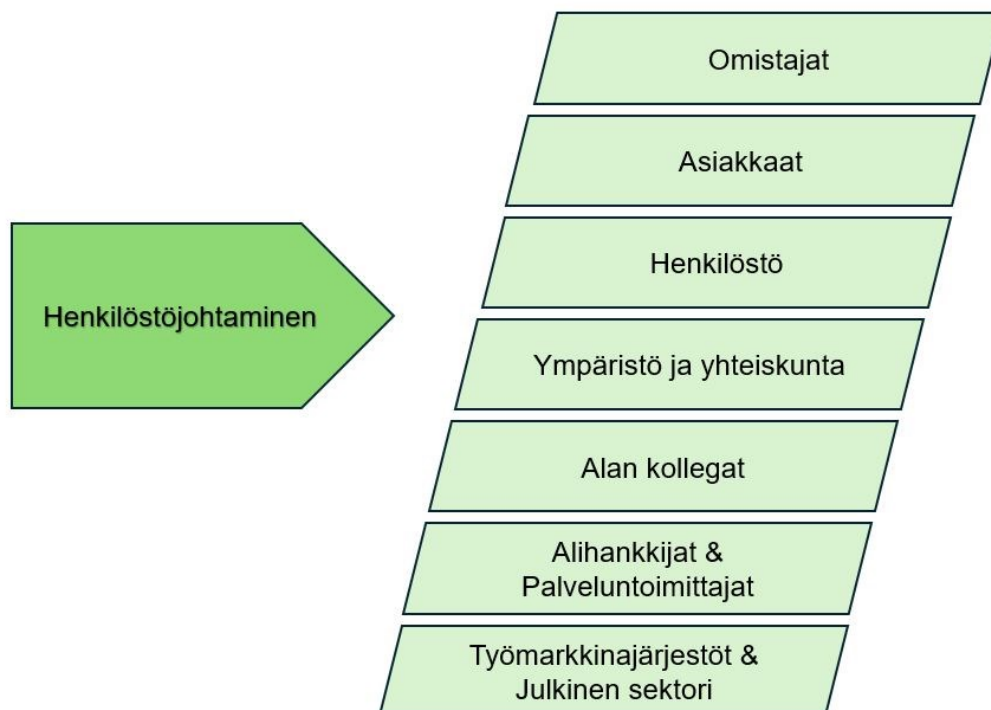 Omistajat
Asiakkaat
Henkilöstö
Henkilöstöjohtaminen
Ympäristö ja yhteiskunta
Alan kollegat
Alihankkijat &
Palveluntoimittajat
Työmarkkinajärjestöt &
Julkinen sektori